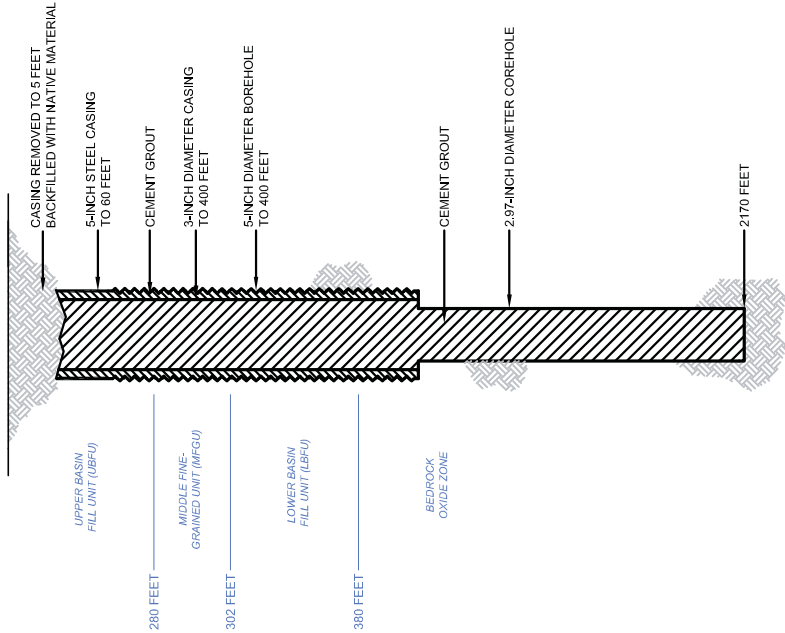 CASING REMOVED TO 5 FEET
BACKFILLED WITH NATIVE MATERIAL
5-INCH STEEL CASING
TO 60 FEET
CEMENT GROUT
3-INCH DIAMETER CASING
TO 400 FEET
5-INCH DIAMETER BOREHOLE
TO 400 FEET
CEMENT GROUT
2.97-INCH DIAMETER COREHOLE
2170 FEET
UPPER BASIN
FILL UNIT (UBFU)
280 FEET
MIDDLE FINE-
GRAINED UNIT (MFGU)
302 FEET
LOWER BASIN
FILL UNIT (LBFU)
380 FEET
BEDROCK
OXIDE ZONE